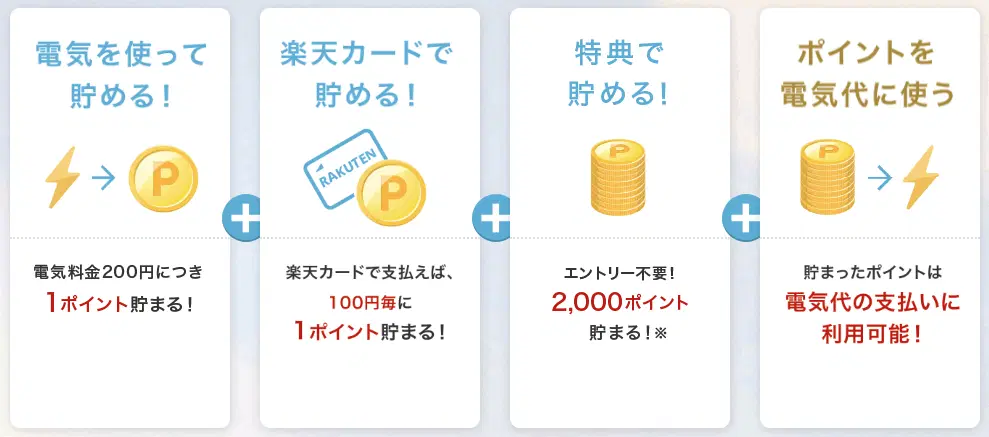 電気を使って
貯める！
P
電気料金200円につき
1ポイント貯まる！
楽天カードで
貯める！
RAKUTEN
P
楽天カードで支払えば、
100円毎に
1ポイント貯まる！
特典で
貯める！
P
エントリー不要！
2,000ポイント
貯まる！※
ポイントを
電気代に使う
P
貯まったポイントは
電気代の支払いに
利用可能！